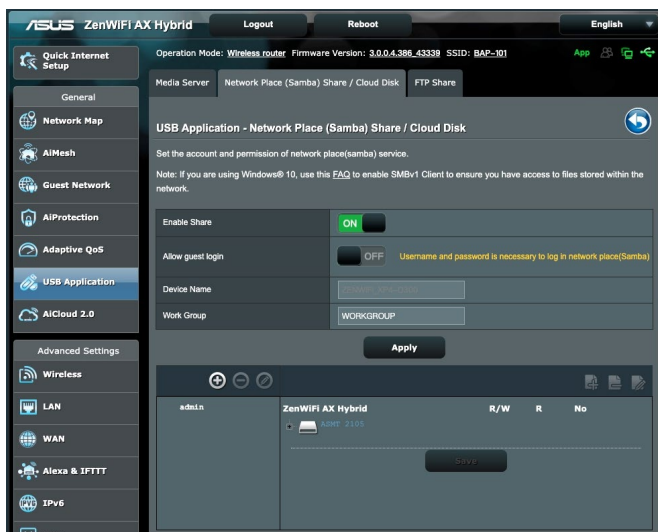 ASUS ZenWiFi AX Hybrid
Logout
Reboot
English
Quick Internet
Setup
Operation Mode: Wireless router Firmware Version: 3.0.0.4.386_43339 SSID: BAP-101
App
Media Server
Network Place (Samba) Share / Cloud Disk
FTP Share
General
Network Map
AiMesh
Guest Network
AiProtection
Adaptive QoS
USB Application
AiCloud 2.0
Advanced Settings
Wireless
LAN
WAN
Alexa & IFTTT
IPv6
USB Application - Network Place (Samba) Share / Cloud Disk
Set the account and permission of network place(samba) service.
Note: If you are using Windows® 10, use this FAQ to enable SMBv1 Client to ensure you have access to files stored within the
network.
Enable Share
ON
Allow guest login
OFF
Username and password is necessary to log in network place(Samba)
Device Name
Work Group
WORKGROUP
Apply
admin
ZenWiFi AX Hybrid
R/W
R
No
ASMT 2105
Save